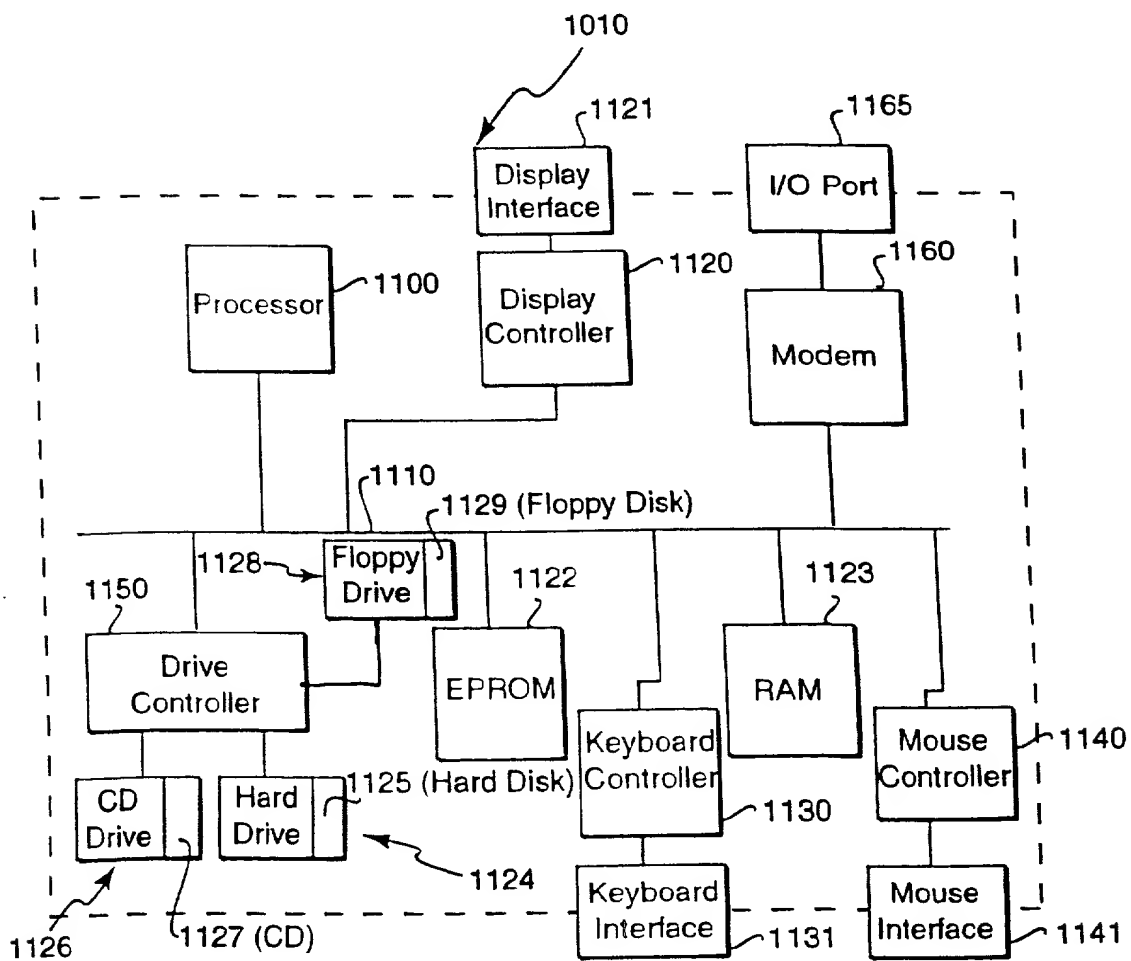 1010
1121
1165
Display
Interface
I/O Port
1100
1120
1160
Processor
Display
Controller
Modem
1110
1129 (Floppy Disk)
1128
Floppy
Drive
1122
1123
1150
Drive
Controller
EPROM
RAM
Keyboard
Controller
Mouse
Controller
1140
CD
Drive
Hard
Drive
1125 (Hard Disk)
1130
1124
Keyboard
Interface
Mouse
Interface
1126
1127 (CD)
1131
1141